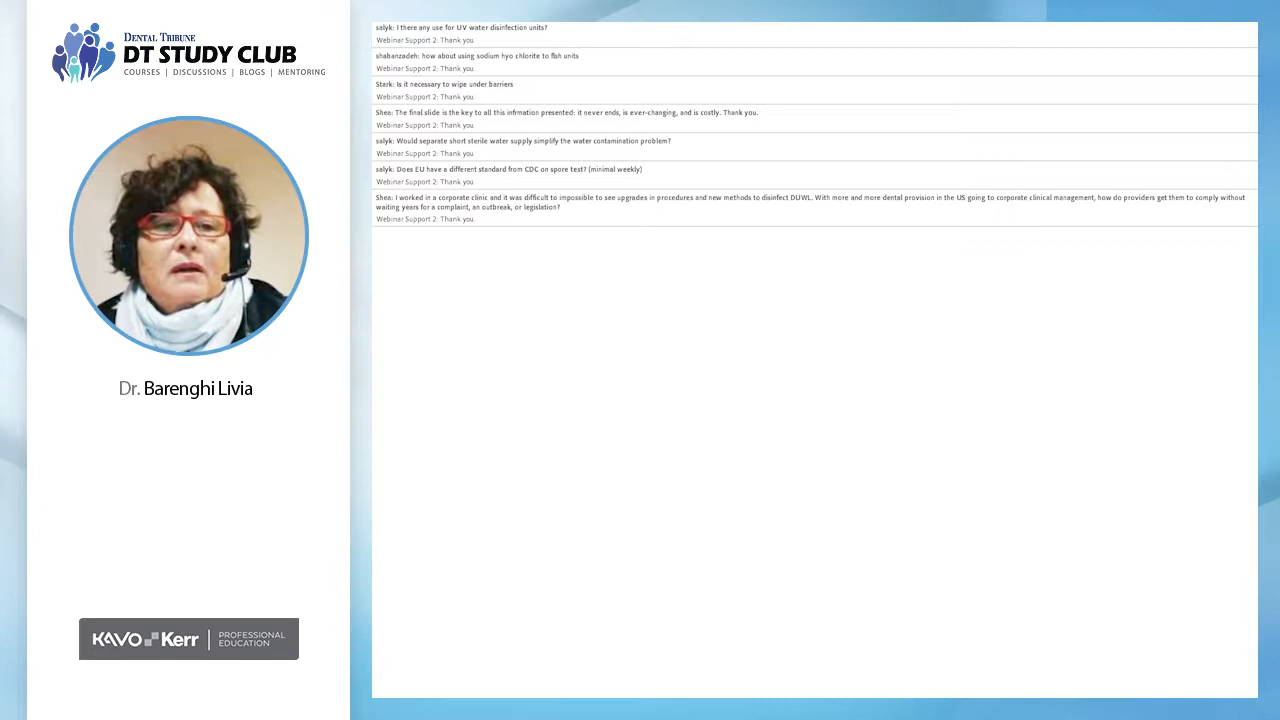 DENTAL TRIBUNE
DT STUDY CLUB
COURSES | DISCUSSIONS | BLOGS | MENTORING
Dr. Barenghi Livia
KAVO Kerr
PROFESSIONAL
EDUCATION
salyk: I there any use for UV water disinfection units?
Webinar Support 2: Thank you.
shabanzadeh: how about using sodium hyo chlorite to flsh units
Webinar Support 2: Thank you.
Stark: Is it necessary to wipe under barriers
Webinar Support 2: Thank you.
Shea: The final slide is the key to all this infrmation presented: it never ends, is ever-changing, and is costly. Thank you.
Webinar Support 2: Thank you.
salyk: Would separate short sterile water supply simplify the water contamination problem?
Webinar Support 2: Thank you.
salyk: Does EU have a different standard from CDC on spore test? (minimal weekly)
Webinar Support 2: Thank you.
Shea: I worked in a corporate clinic and it was difficult to impossible to see upgrades in procedures and new methods to disinfect DUWL. With more and more dental provision in the US going to corporate clinical management, how do providers get them to comply without
waiting years for a complaint, an outbreak, or legislation?
Webinar Support 2: Thank you.